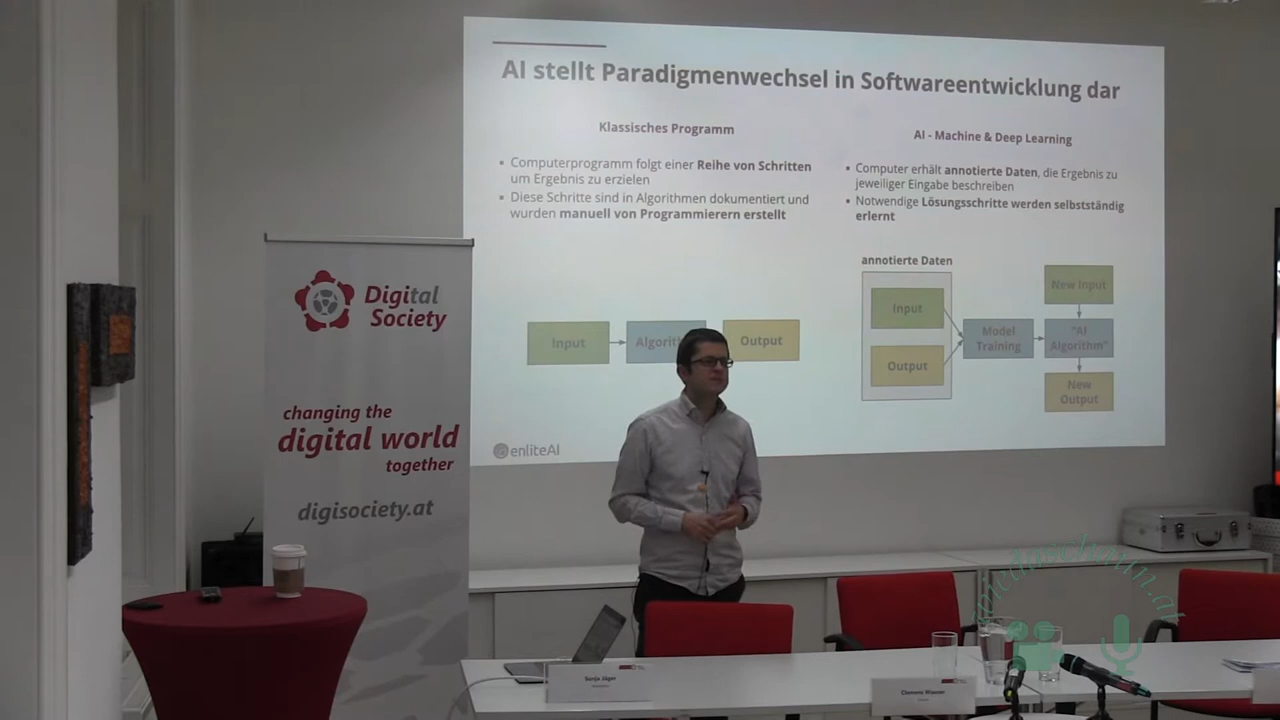 AI stellt Paradigmenwechsel in Softwareentwicklung dar
Klassisches Programm
• Computerprogramm folgt einer Reihe von Schritten
um Ergebnis zu erzielen
• Diese Schritte sind in Algorithmen dokumentiert und
wurden manuell von Programmierern erstellt
Input
Output
AI - Machine & Deep Learning
• Computer erhält annotierte Daten, die Ergebnis zu
jeweiliger Eingabe beschreiben
• Notwendige Lösungsschritte werden selbstständig
erlernt
annotierte Daten
Input
Output
Model
Training
New Input
"AI
Algorithm"
New
Output
enliteAI
Digital
Society
changing the
digital world
together
digisociety.at
Sonja Jäger
Clemens Wasner